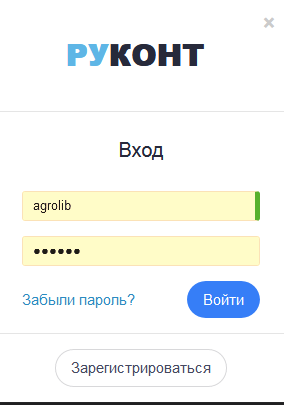 ×
РУКОНТ
Вход
agrolib
••••••
Забыли пароль?
Войти
Зарегистрироваться